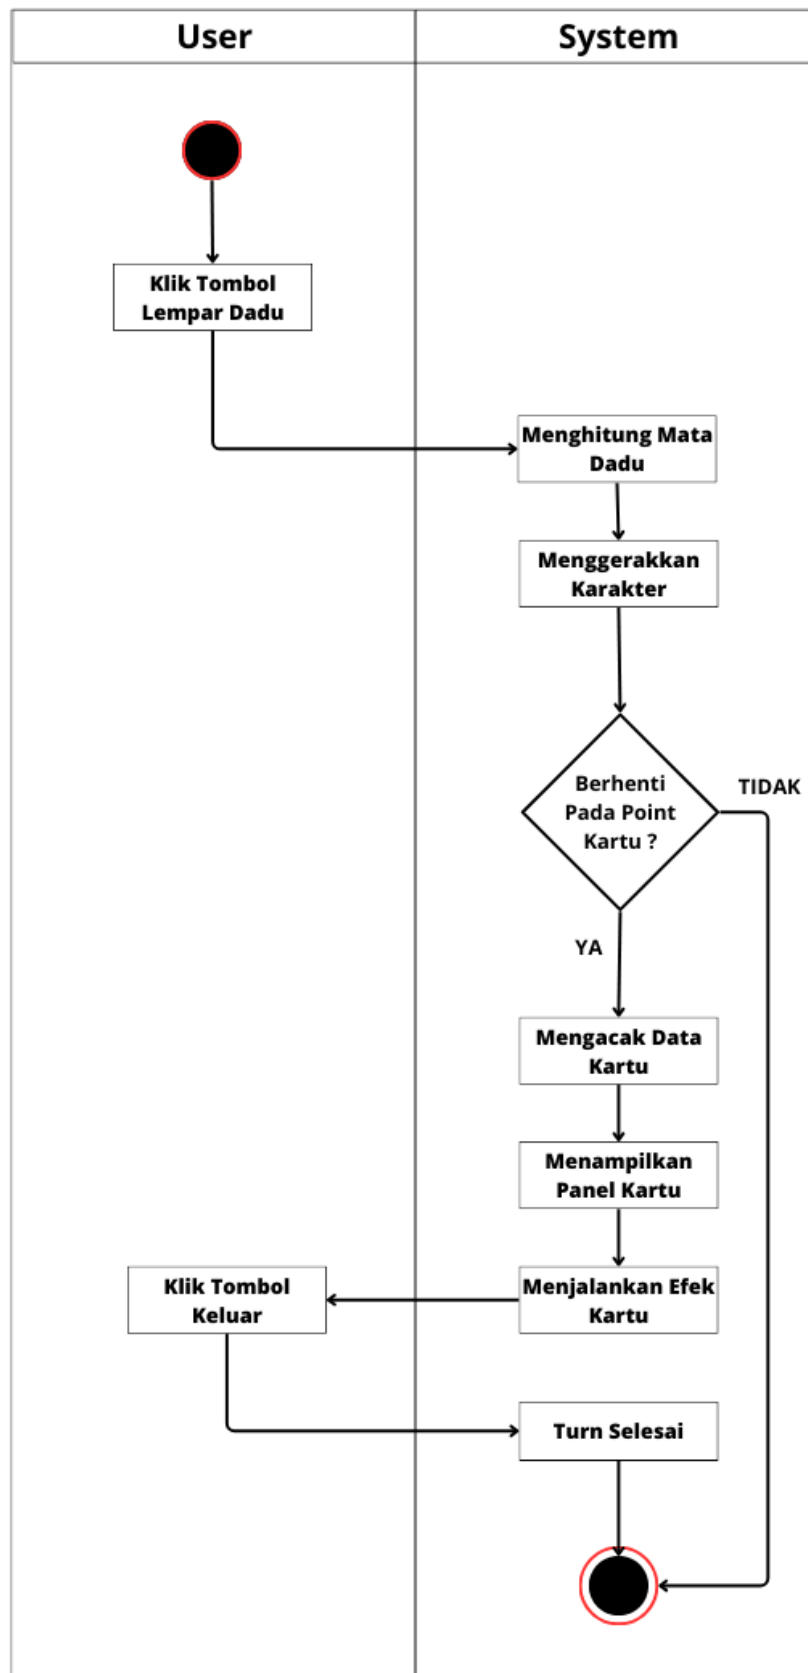 User
System
Klik Tombol
Lempar Dadu
Menghitung Mata
Dadu
Menggerakkan
Karakter
Berhenti
Pada Point
Kartu ?
TIDAK
YA
Mengacak Data
Kartu
Menampilkan
Panel Kartu
Menjalankan Efek
Kartu
Klik Tombol
Keluar
Turn Selesai